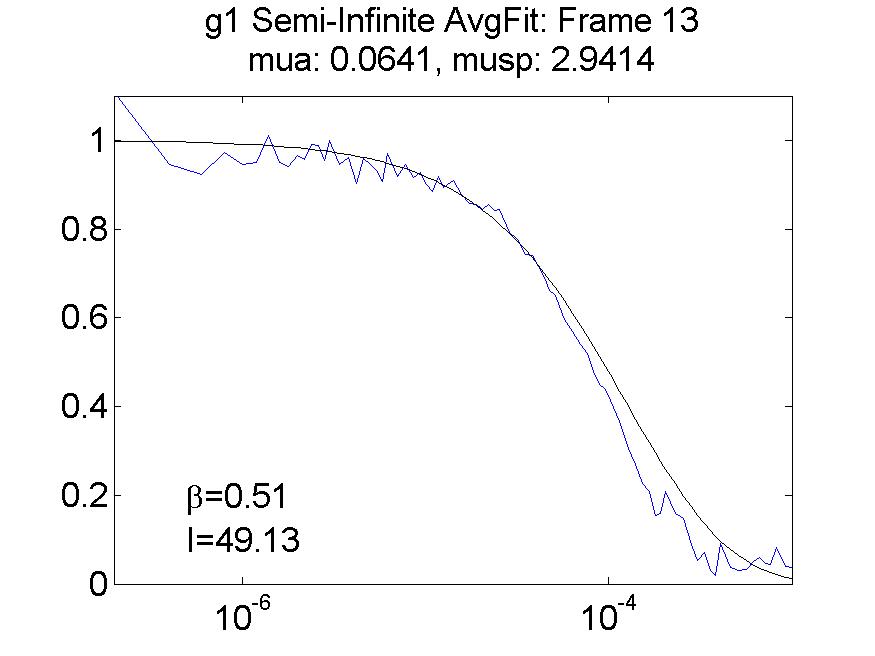 g1 Semi-Infinite AvgFit: Frame 13
mua: 0.0641, musp: 2.9414
1
0.8
0.6
0.4
0.2
0
β=0.51
I=49.13
10^-6 10^-4